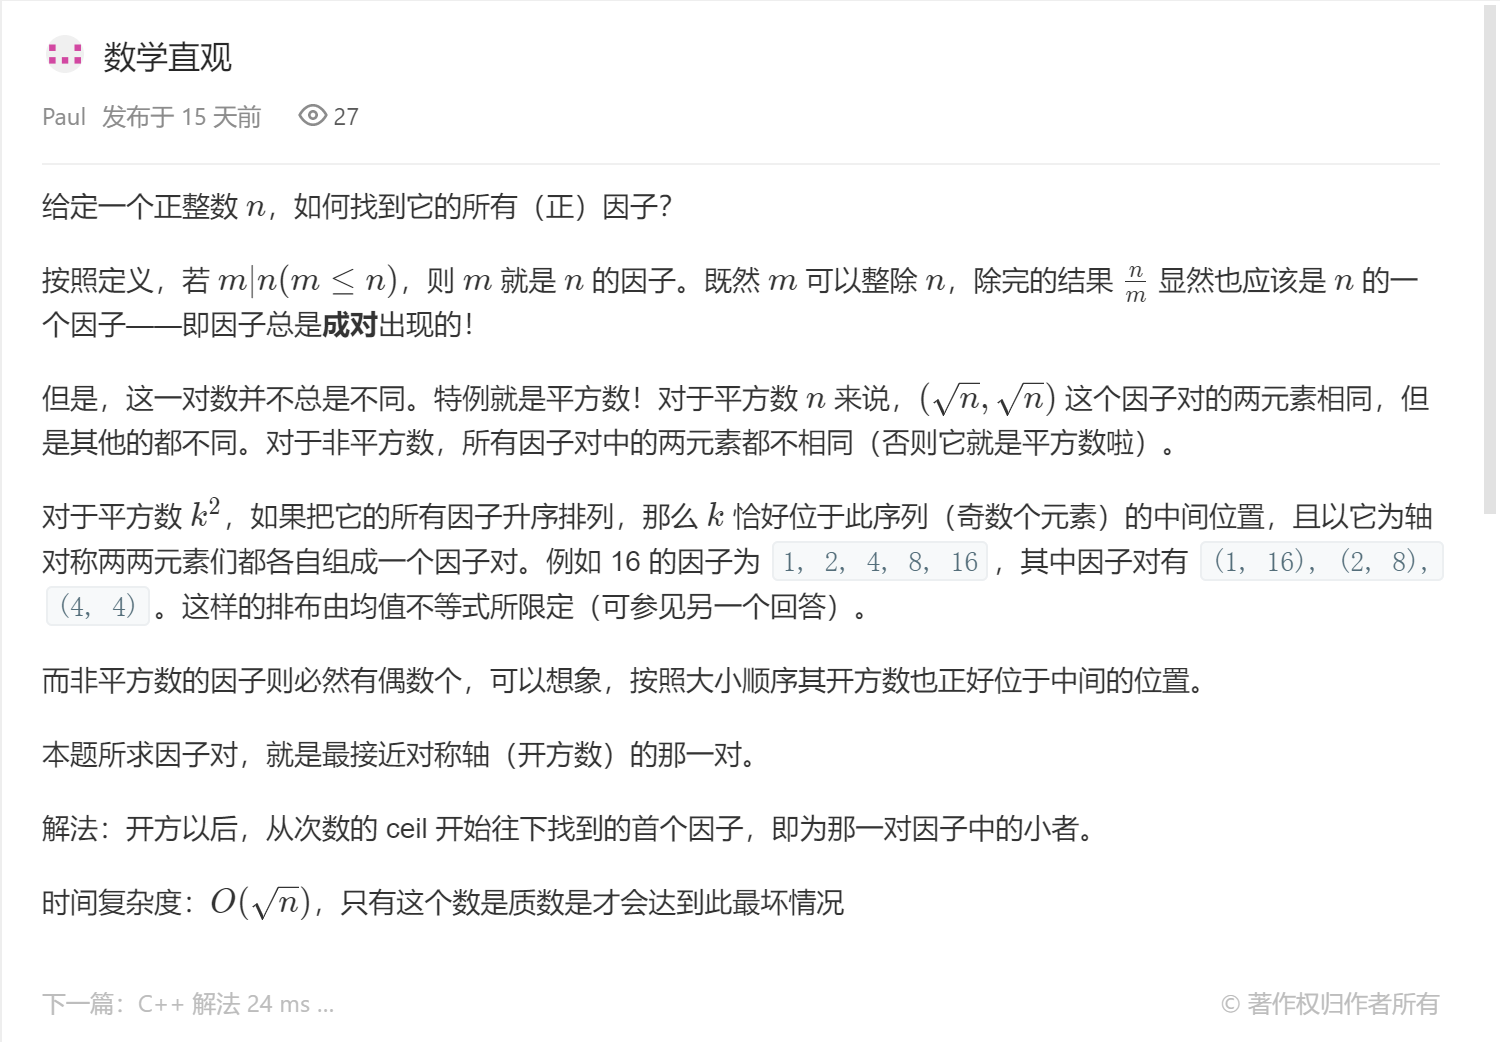 数学直观
Paul 发布于 15 天前 27
给定一个正整数 n，如何找到它的所有（正）因子？
按照定义，若 m|n(m ≤ n)，则 m 就是 n 的因子。既然 m 可以整除 n，除完的结果 n/m 显然也应该是 n 的一
个因子——即因子总是成对出现的！
但是，这一对数并不总是不同。特例就是平方数！对于平方数 n 来说，(√n, √n) 这个因子对的两元素相同，但
是其他的都不同。对于非平方数，所有因子对中的两元素都不相同（否则它就是平方数啦）。
对于平方数 k²，如果把它的所有因子升序排列，那么 k 恰好位于此序列（奇数个元素）的中间位置，且以它为轴
对称两两元素们都各自组成一个因子对。例如 16 的因子为 1, 2, 4, 8, 16 ，其中因子对有 (1, 16), (2, 8),
(4, 4) 。这样的排布由均值不等式所限定（可参见另一个回答）。
而非平方数的因子则必然有偶数个，可以想象，按照大小顺序其开方数也正好位于中间的位置。
本题所求因子对，就是最接近对称轴（开方数）的那一对。
解法：开方以后，从次数的 ceil 开始往下找到的首个因子，即为那一对因子中的小者。
时间复杂度：O(√n)，只有这个数是质数是才会达到此最坏情况
下一篇：C++ 解法 24 ms ... © 著作权归作者所有